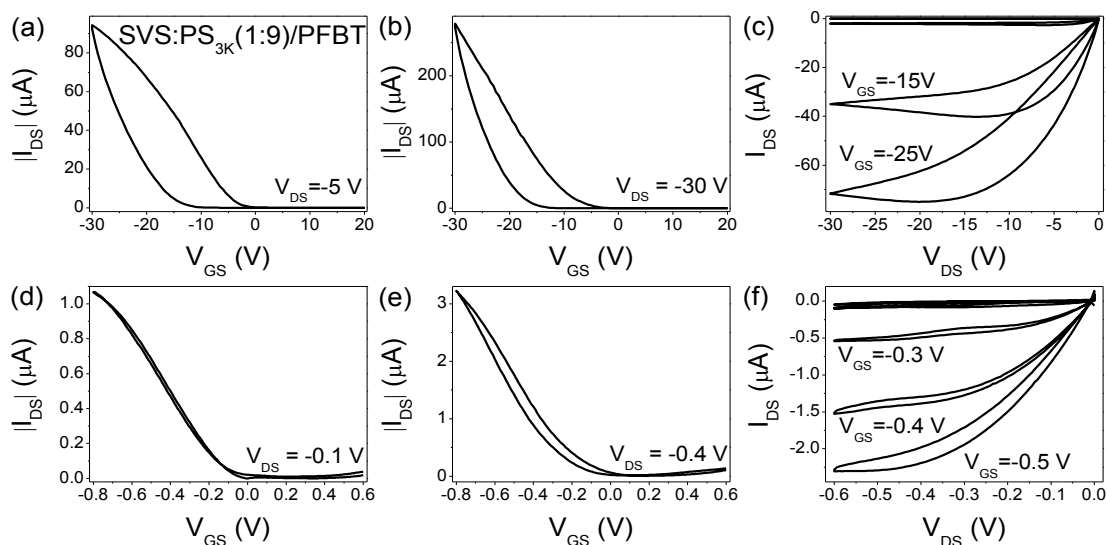 (a) SVS:PS3K(1:9)/PFBT
|IDS| (μA)
80
60
40
20
0
VDS=-5 V
-30 -20 -10 0 10 20
VGS (V)
(b)
|IDS| (μA)
200
100
0
VDS = -30 V
-30 -20 -10 0 10 20
VGS (V)
(c)
IDS (μA)
0
-20
-40
-60
VGS=-15V
VGS=-25V
-30 -25 -20 -15 -10 -5 0
VDS (V)
(d)
|IDS| (μA)
1.0
0.8
0.6
0.4
0.2
0.0
VDS = -0.1 V
-0.8 -0.6 -0.4 -0.2 0.0 0.2 0.4 0.6
VGS (V)
(e)
|IDS| (μA)
3
2
1
0
VDS = -0.4 V
-0.8 -0.6 -0.4 -0.2 0.0 0.2 0.4 0.6
VGS (V)
(f)
IDS (μA)
0.0
-0.5
-1.0
-1.5
-2.0
VGS=-0.3 V
VGS=-0.4 V
VGS=-0.5 V
-0.6 -0.5 -0.4 -0.3 -0.2 -0.1 0.0
VDS (V)